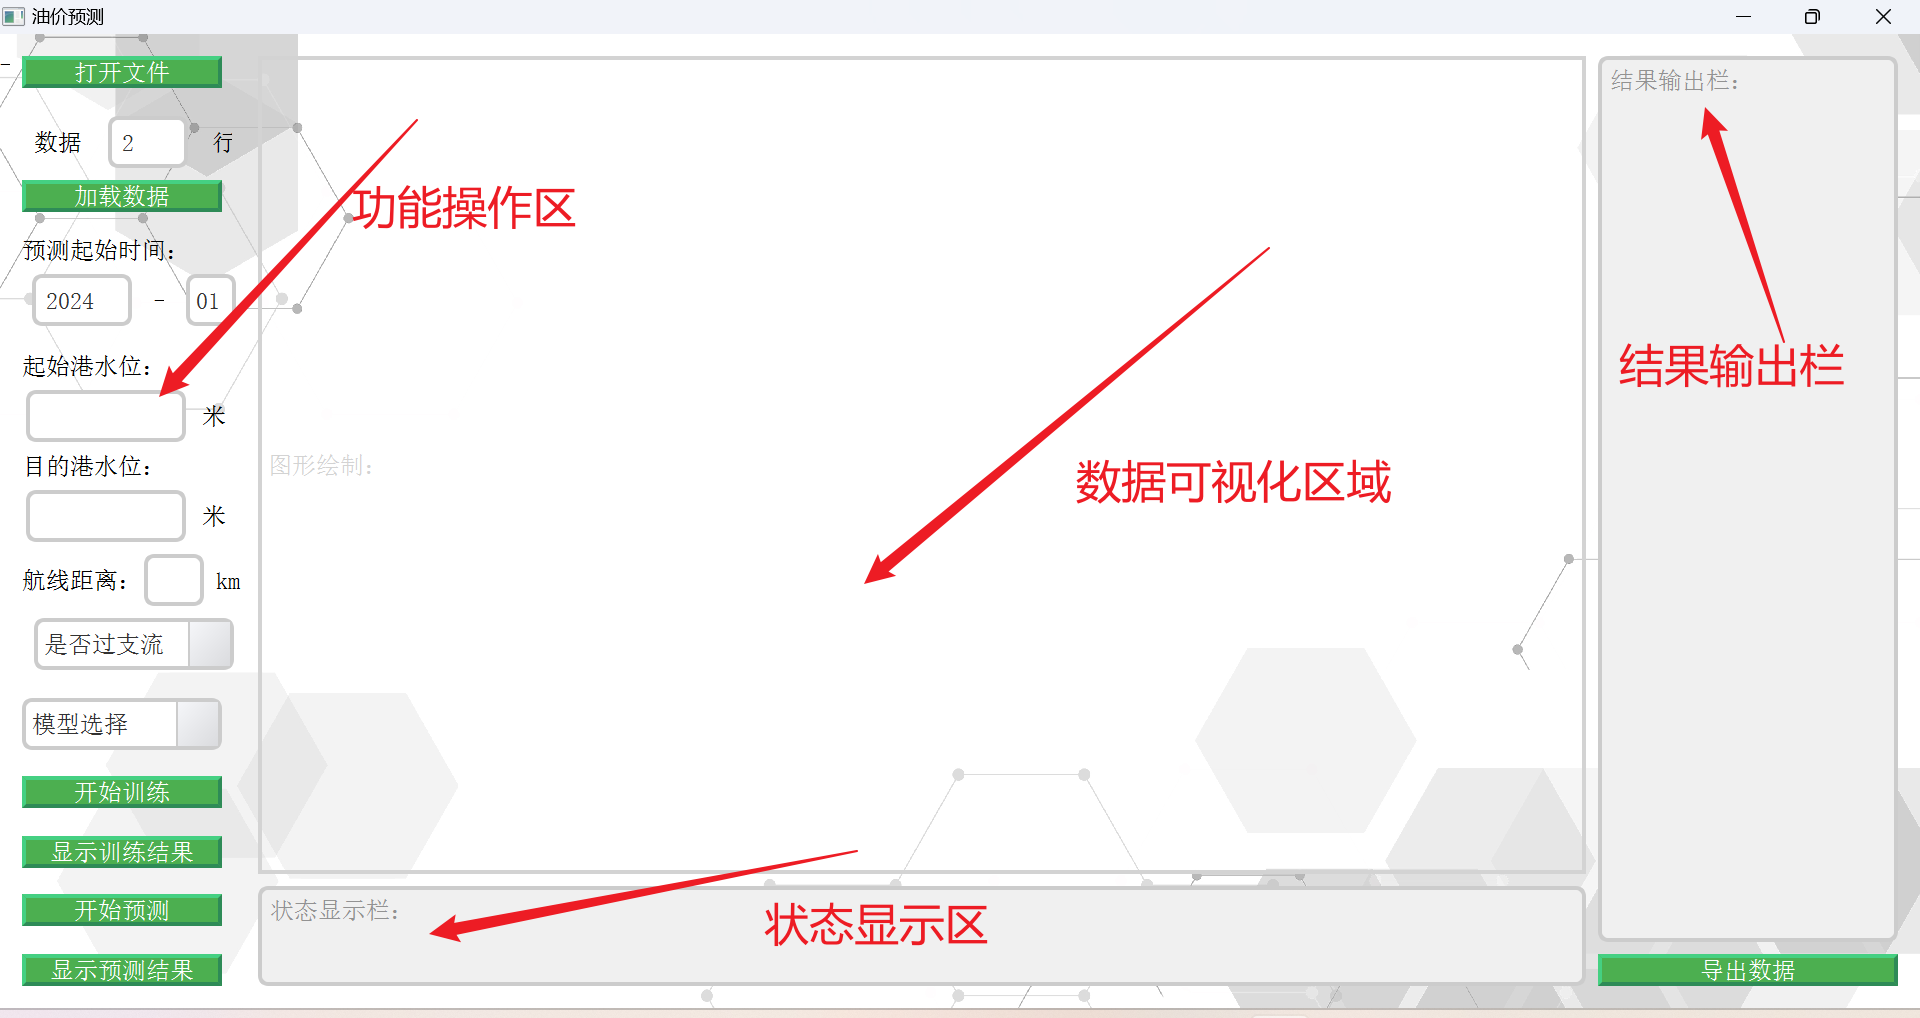 油价预测
打开文件
数据 2 行
加载数据
预测起始时间：
2024 - 01
起始港水位：
米
目的港水位：
米
航线距离： km
是否过支流
模型选择
开始训练
显示训练结果
开始预测
显示预测结果
功能操作区
图形绘制：
数据可视化区域
状态显示栏：
状态显示区
结果输出栏：
结果输出栏
导出数据